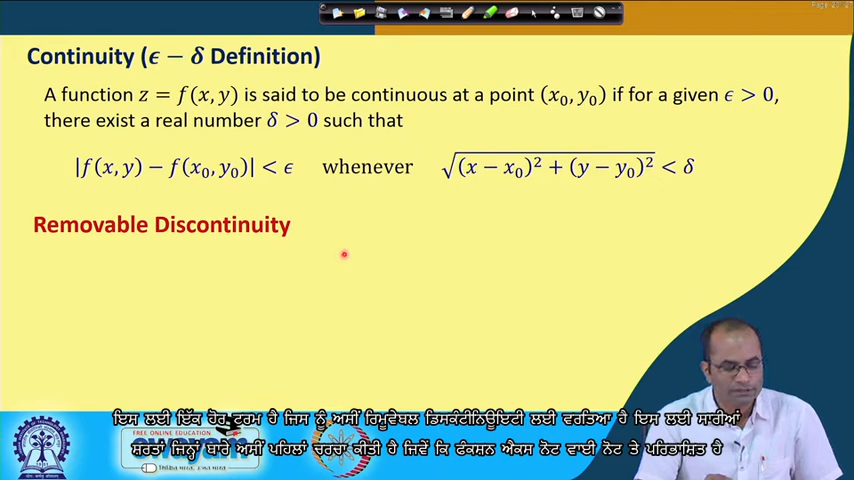 Continuity (ϵ − δ Definition)
A function z = f(x, y) is said to be continuous at a point (x₀, y₀) if for a given ϵ > 0,
there exist a real number δ > 0 such that
|f(x, y) − f(x₀, y₀)| < ϵ whenever √((x − x₀)² + (y − y₀)²) < δ
Removable Discontinuity
FREE ONLINE EDUCATION
ਇਸ ਲਈ ਇੱਕ ਹੋਰ ਟਰਮ ਹੈ ਜਿਸ ਨੂੰ ਅਸੀਂ ਰਿਮੂਵੇਬਲ ਡਿਸਕੰਟੀਨਿਊਇਟੀ ਲਈ ਵਰਤਿਆ ਹੈ ਇਸ ਲਈ ਸਾਰੀਆਂ
ਸ਼ਰਤਾਂ ਜਿਨ੍ਹਾਂ ਬਾਰੇ ਅਸੀਂ ਪਹਿਲਾਂ ਚਰਚਾ ਕੀਤੀ ਹੈ ਜਿਵੇਂ ਕਿ ਫੰਕਸ਼ਨ ਐਕਸ ਨੋਟ ਵਾਈ ਨੋਟ ਤੇ ਪਰਿਭਾਸ਼ਿਤ ਹੈ